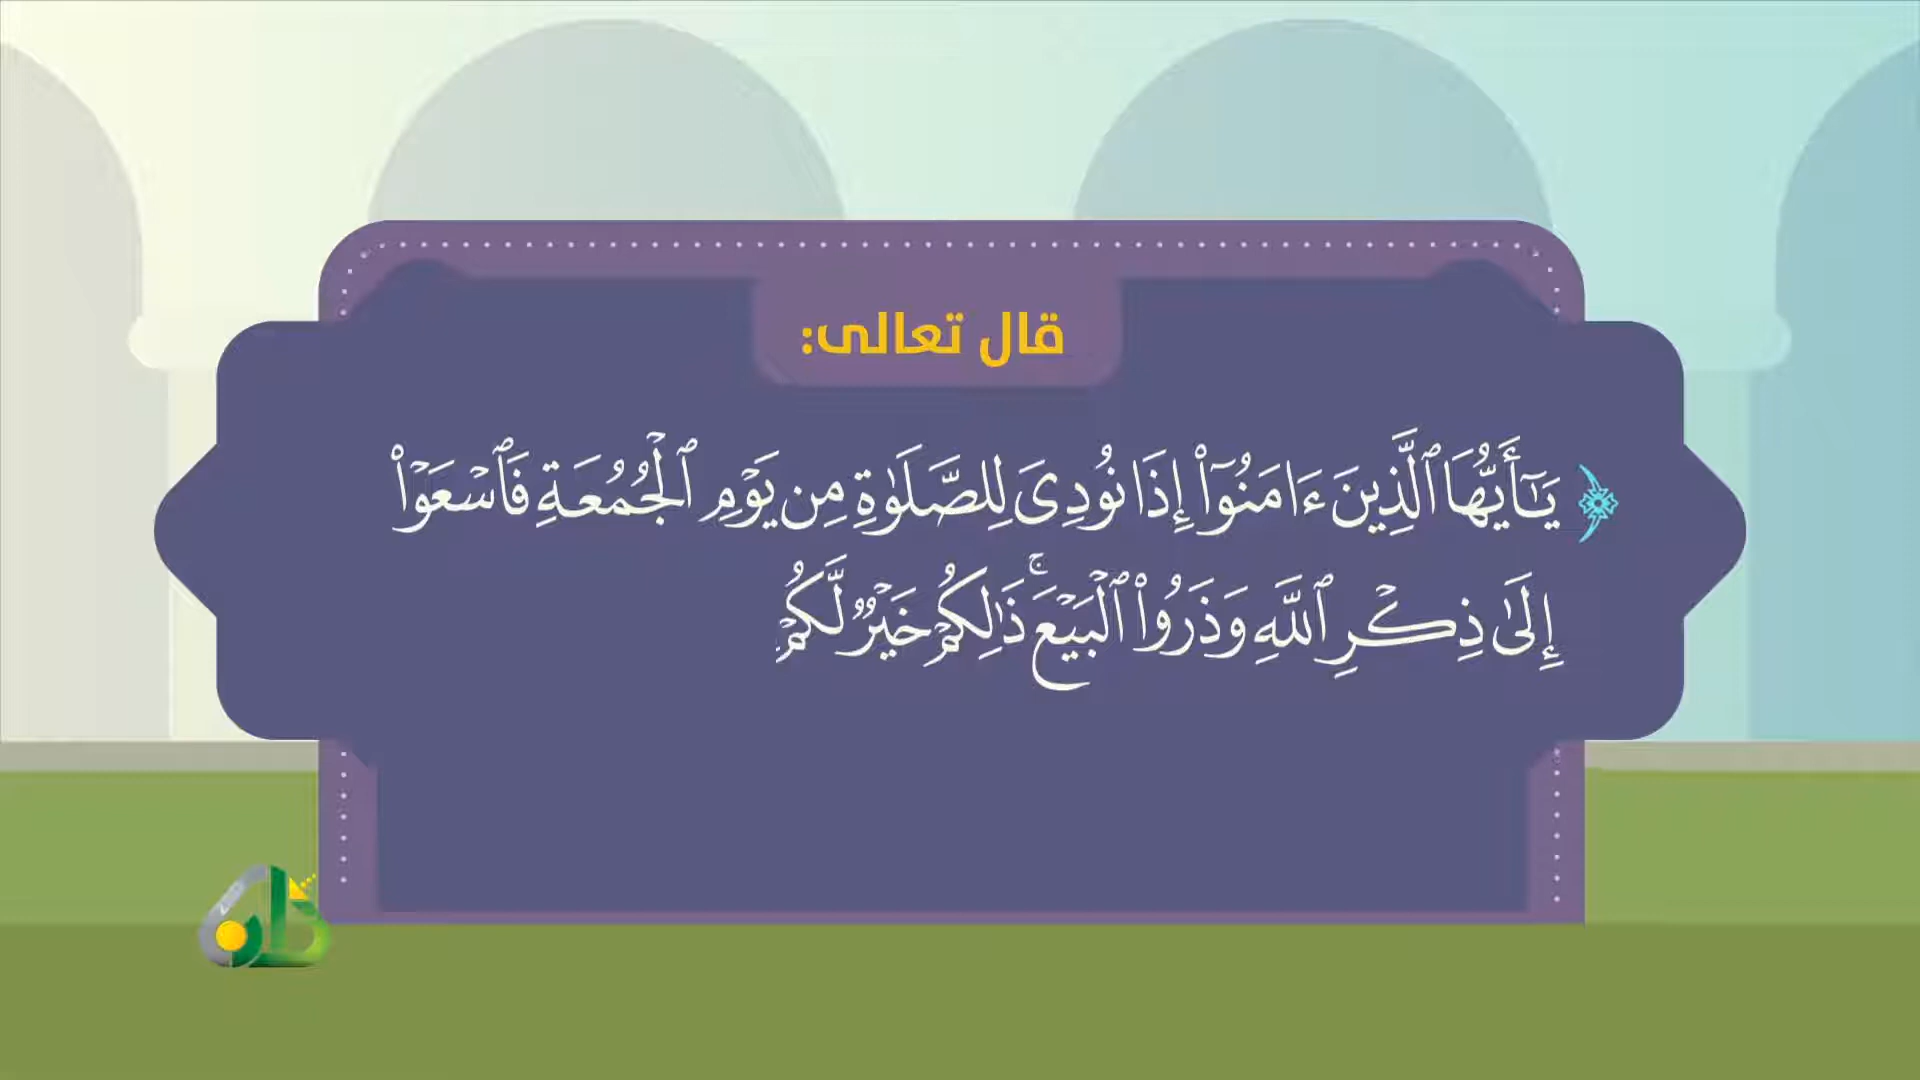 قال تعالى:
﴿ يَٰٓأَيُّهَا ٱلَّذِينَ ءَامَنُوٓا۟ إِذَا نُودِىَ لِلصَّلَوٰةِ مِن يَوْمِ ٱلْجُمُعَةِ فَٱسْعَوْا۟
إِلَىٰ ذِكْرِ ٱللَّهِ وَذَرُوا۟ ٱلْبَيْعَ ۚ ذَٰلِكُمْ خَيْرٌ لَّكُمْ